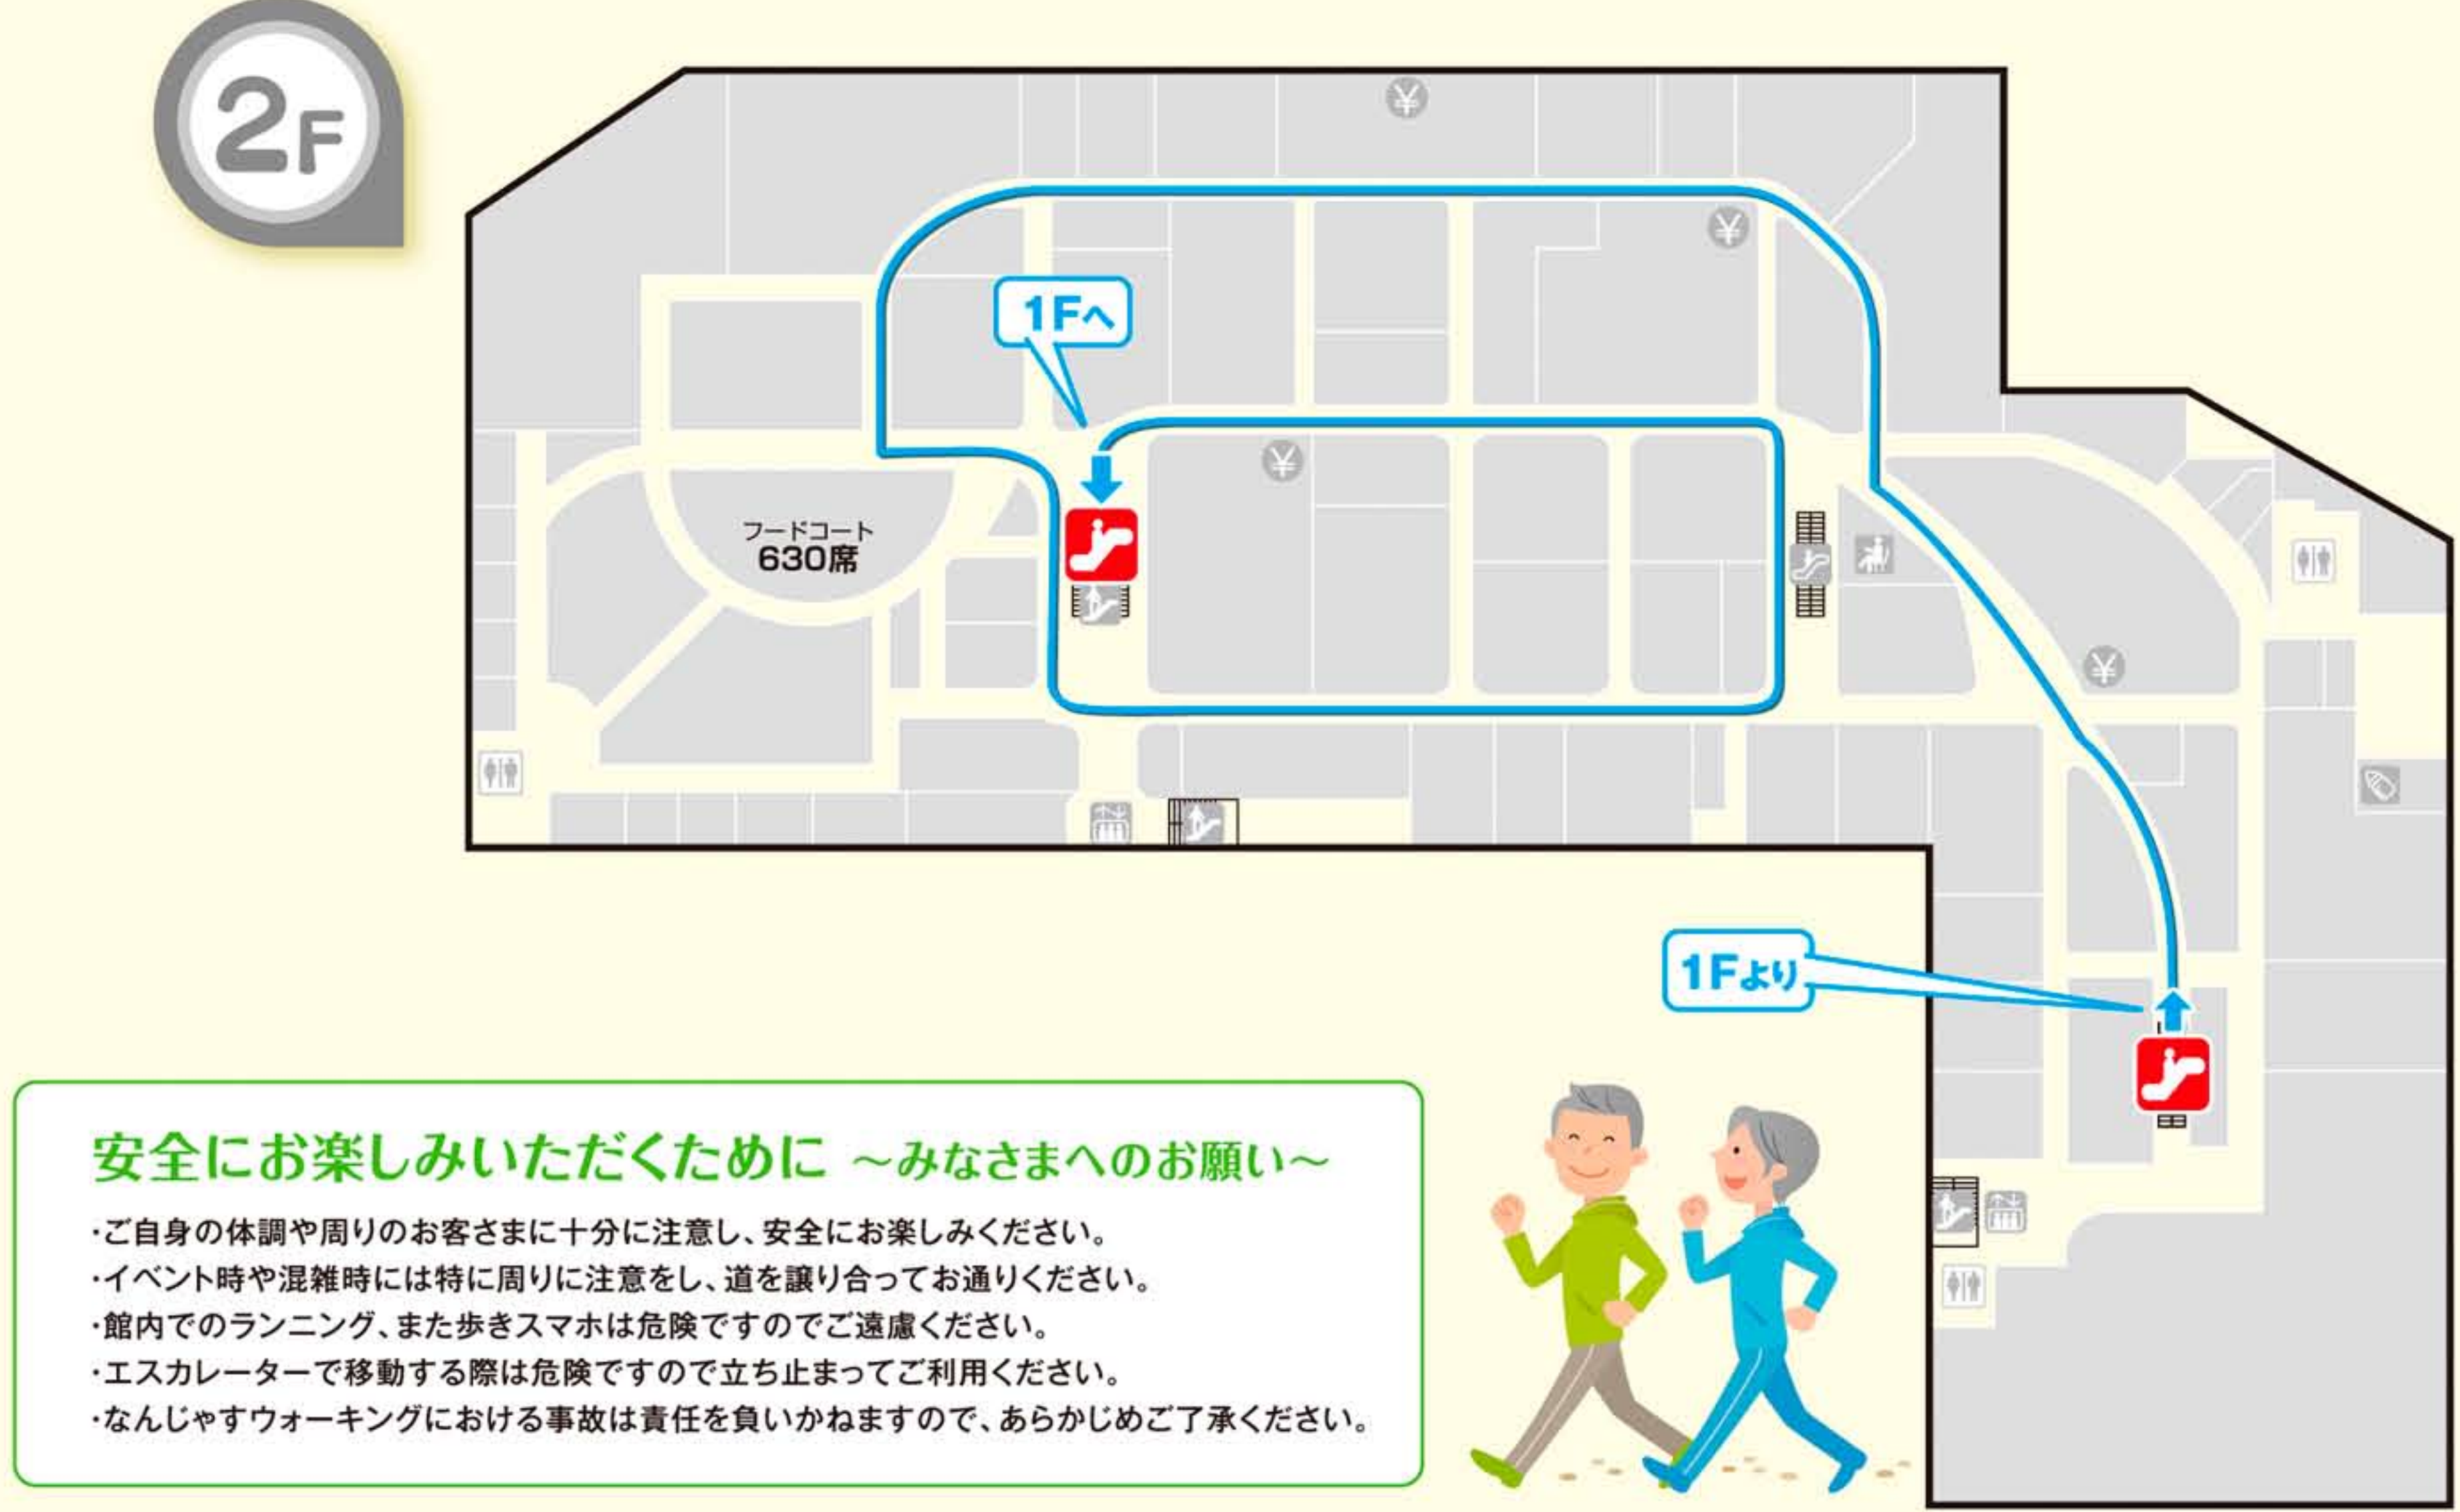 2F
¥
¥
1Fへ
¥
フードコート
630席
¥
1Fより
安全にお楽しみいただくために ～みなさまへのお願い～
・ご自身の体調や周りのお客さまに十分に注意し、安全にお楽しみください。
・イベント時や混雑時には特に周りに注意をし、道を譲り合ってお通りください。
・館内でのランニング、また歩きスマホは危険ですのでご遠慮ください。
・エスカレーターで移動する際は危険ですので立ち止まってご利用ください。
・なんじゃすウォーキングにおける事故は責任を負いかねますので、あらかじめご了承ください。